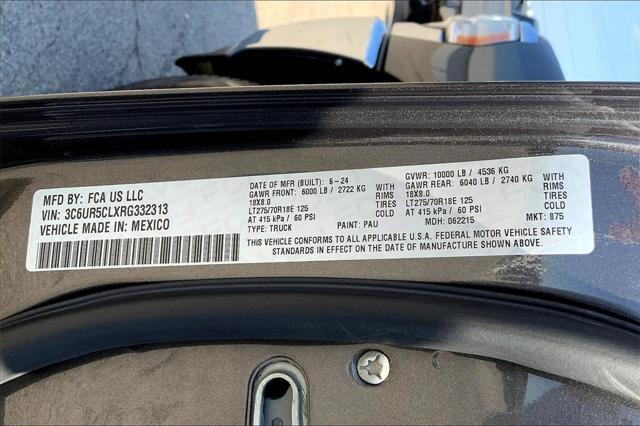 MFD BY: FCA US LLC
VIN: 3C6UR5CLXRG332313
VEHICLE MADE IN: MEXICO
DATE OF MFR (BUILT): 6-24
GAWR FRONT: 6000 LB / 2722 KG WITH
18X8.0 RIMS
LT275/70R18E 125 TIRES
AT 415 kPa / 60 PSI COLD
TYPE: TRUCK PAINT: PAU
GVWR: 10000 LB / 4536 KG
GAWR REAR: 6040 LB / 2740 KG WITH
18X8.0 RIMS
LT275/70R18E 125 TIRES
AT 415 kPa / 60 PSI COLD
MDH: 062215 MKT: 875
THIS VEHICLE CONFORMS TO ALL APPLICABLE U.S.A. FEDERAL MOTOR VEHICLE SAFETY
STANDARDS IN EFFECT ON THE DATE OF MANUFACTURE SHOWN ABOVE.